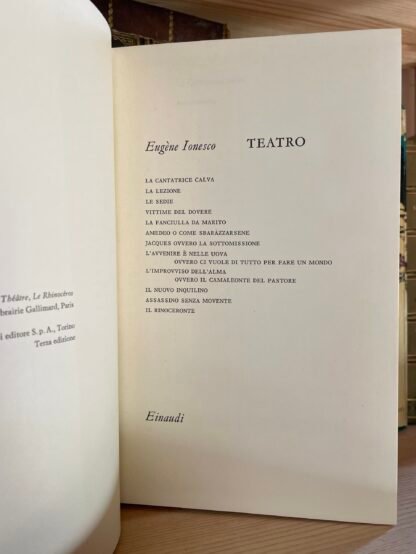 Théâtre, Le Rhinocéros
brairie Gallimard, Paris
i editore S. p. A., Torino
Terza edizione
Eugène Ionesco TEATRO
LA CANTATRICE CALVA
LA LEZIONE
LE SEDIE
VITTIME DEL DOVERE
LA FANCIULLA DA MARITO
AMEDEO O COME SBARAZZARSENE
JACQUES OVVERO LA SOTTOMISSIONE
L'AVVENIRE È NELLE UOVA
OVVERO CI VUOLE DI TUTTO PER FARE UN MONDO
L'IMPROVVISO DELL'ALMA
OVVERO IL CAMALEONTE DEL PASTORE
IL NUOVO INQUILINO
ASSASSINO SENZA MOVENTE
IL RINOCERONTE
Einaudi